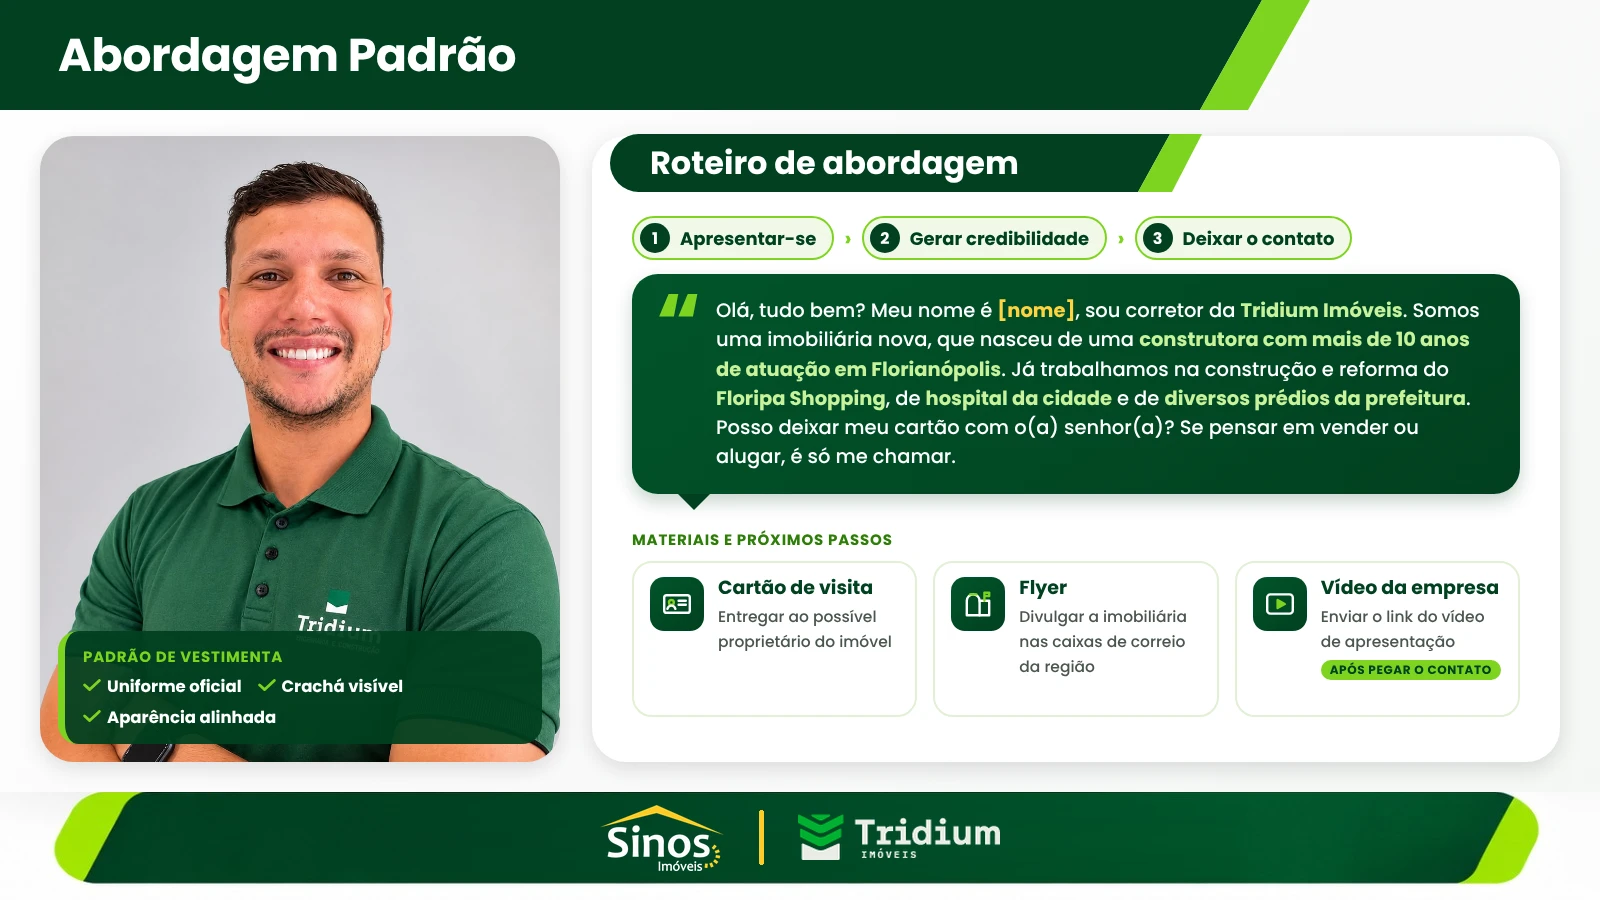 Abordagem Padrão
Roteiro de abordagem
1 Apresentar-se › 2 Gerar credibilidade › 3 Deixar o contato
Olá, tudo bem? Meu nome é [nome], sou corretor da Tridium Imóveis. Somos
uma imobiliária nova, que nasceu de uma construtora com mais de 10 anos
de atuação em Florianópolis. Já trabalhamos na construção e reforma do
Floripa Shopping, de hospital da cidade e de diversos prédios da prefeitura.
Posso deixar meu cartão com o(a) senhor(a)? Se pensar em vender ou
alugar, é só me chamar.
Tridium
PADRÃO DE VESTIMENTA
Uniforme oficial Crachá visível
Aparência alinhada
MATERIAIS E PRÓXIMOS PASSOS
Cartão de visita
Entregar ao possível
proprietário do imóvel
Flyer
Divulgar a imobiliária
nas caixas de correio
da região
Vídeo da empresa
Enviar o link do vídeo
de apresentação
APÓS PEGAR O CONTATO
Sinos
Imóveis
Tridium
IMÓVEIS